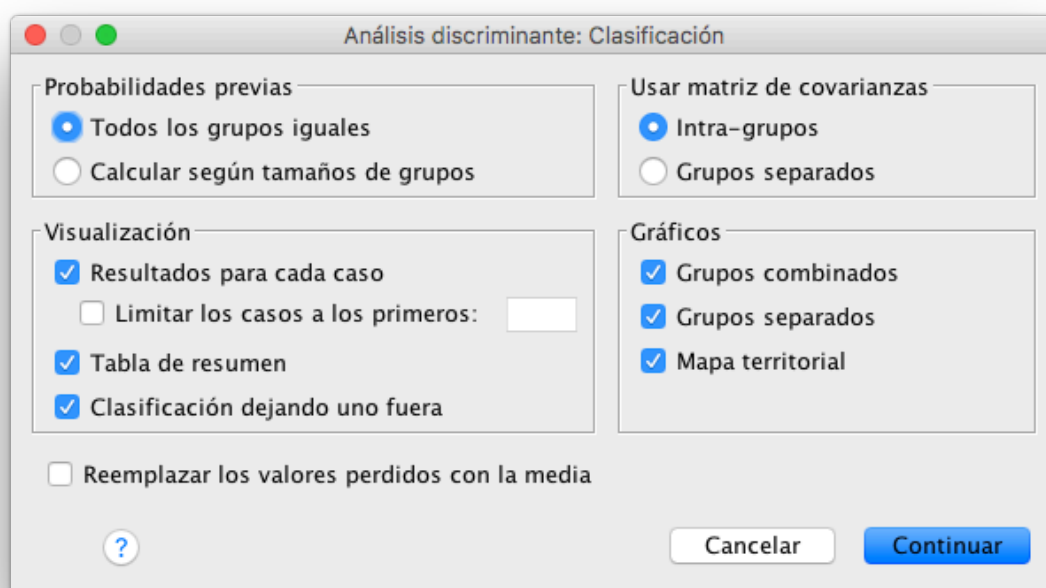 Análisis discriminante: Clasificación
Probabilidades previas
Todos los grupos iguales
Calcular según tamaños de grupos
Usar matriz de covarianzas
Intra-grupos
Grupos separados
Visualización
Resultados para cada caso
Limitar los casos a los primeros:
Tabla de resumen
Clasificación dejando uno fuera
Gráficos
Grupos combinados
Grupos separados
Mapa territorial
Reemplazar los valores perdidos con la media
?
Cancelar
Continuar